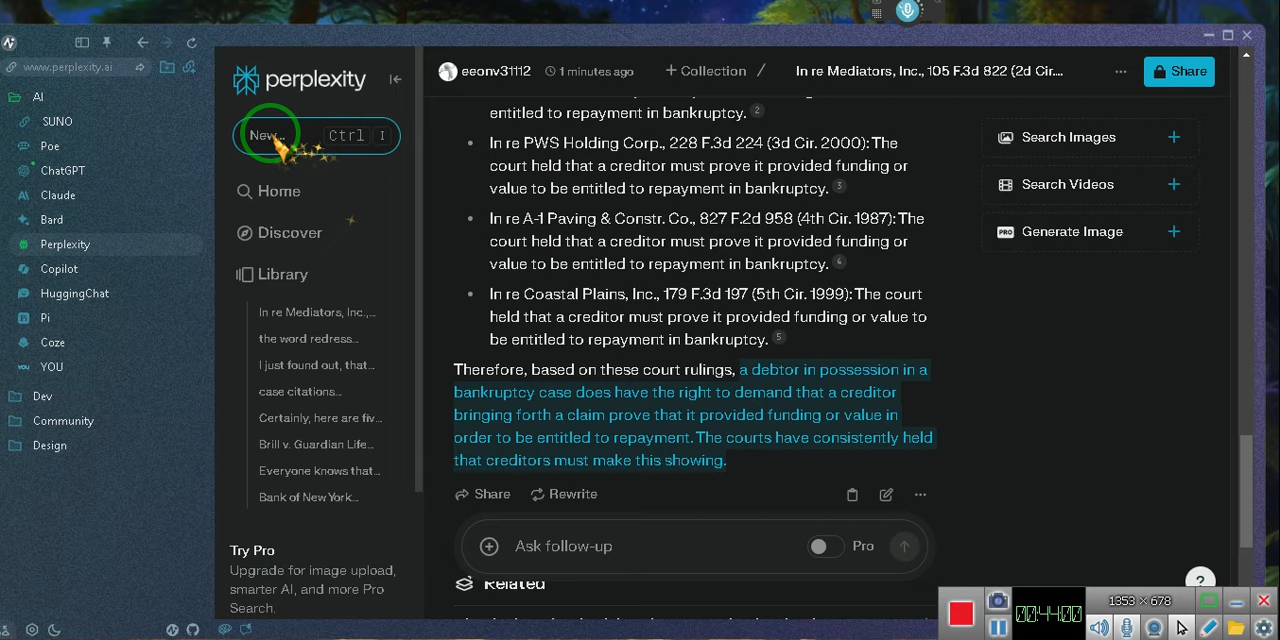 www.perplexity.ai
AI
SUNO
Poe
ChatGPT
Claude
Bard
Perplexity
Copilot
HuggingChat
Pi
Coze
YOU
Dev
Community
Design
perplexity
New... Ctrl I
Home
Discover
Library
In re Mediators, Inc.,...
the word redress...
I just found out, that...
case citations...
Certainly, here are fiv...
Brill v. Guardian Life...
Everyone knows that...
Bank of New York...
Try Pro
Upgrade for image upload,
smarter AI, and more Pro
Search.
eeonv31112 1 minutes ago + Collection / In re Mediators, Inc., 105 F.3d 822 (2d Cir.... ... Share
entitled to repayment in bankruptcy. 2
• In re PWS Holding Corp., 228 F.3d 224 (3d Cir. 2000): The
court held that a creditor must prove it provided funding or
value to be entitled to repayment in bankruptcy. 3
• In re A-1 Paving & Constr. Co., 827 F.2d 958 (4th Cir. 1987): The
court held that a creditor must prove it provided funding or
value to be entitled to repayment in bankruptcy. 4
• In re Coastal Plains, Inc., 179 F.3d 197 (5th Cir. 1999): The court
held that a creditor must prove it provided funding or value to
be entitled to repayment in bankruptcy. 5
Therefore, based on these court rulings, a debtor in possession in a
bankruptcy case does have the right to demand that a creditor
bringing forth a claim prove that it provided funding or value in
order to be entitled to repayment. The courts have consistently held
that creditors must make this showing.
Share Rewrite ...
Ask follow-up Pro
Related
Search Images +
Search Videos +
PRO Generate Image +
?
00:44:00 1353 × 678